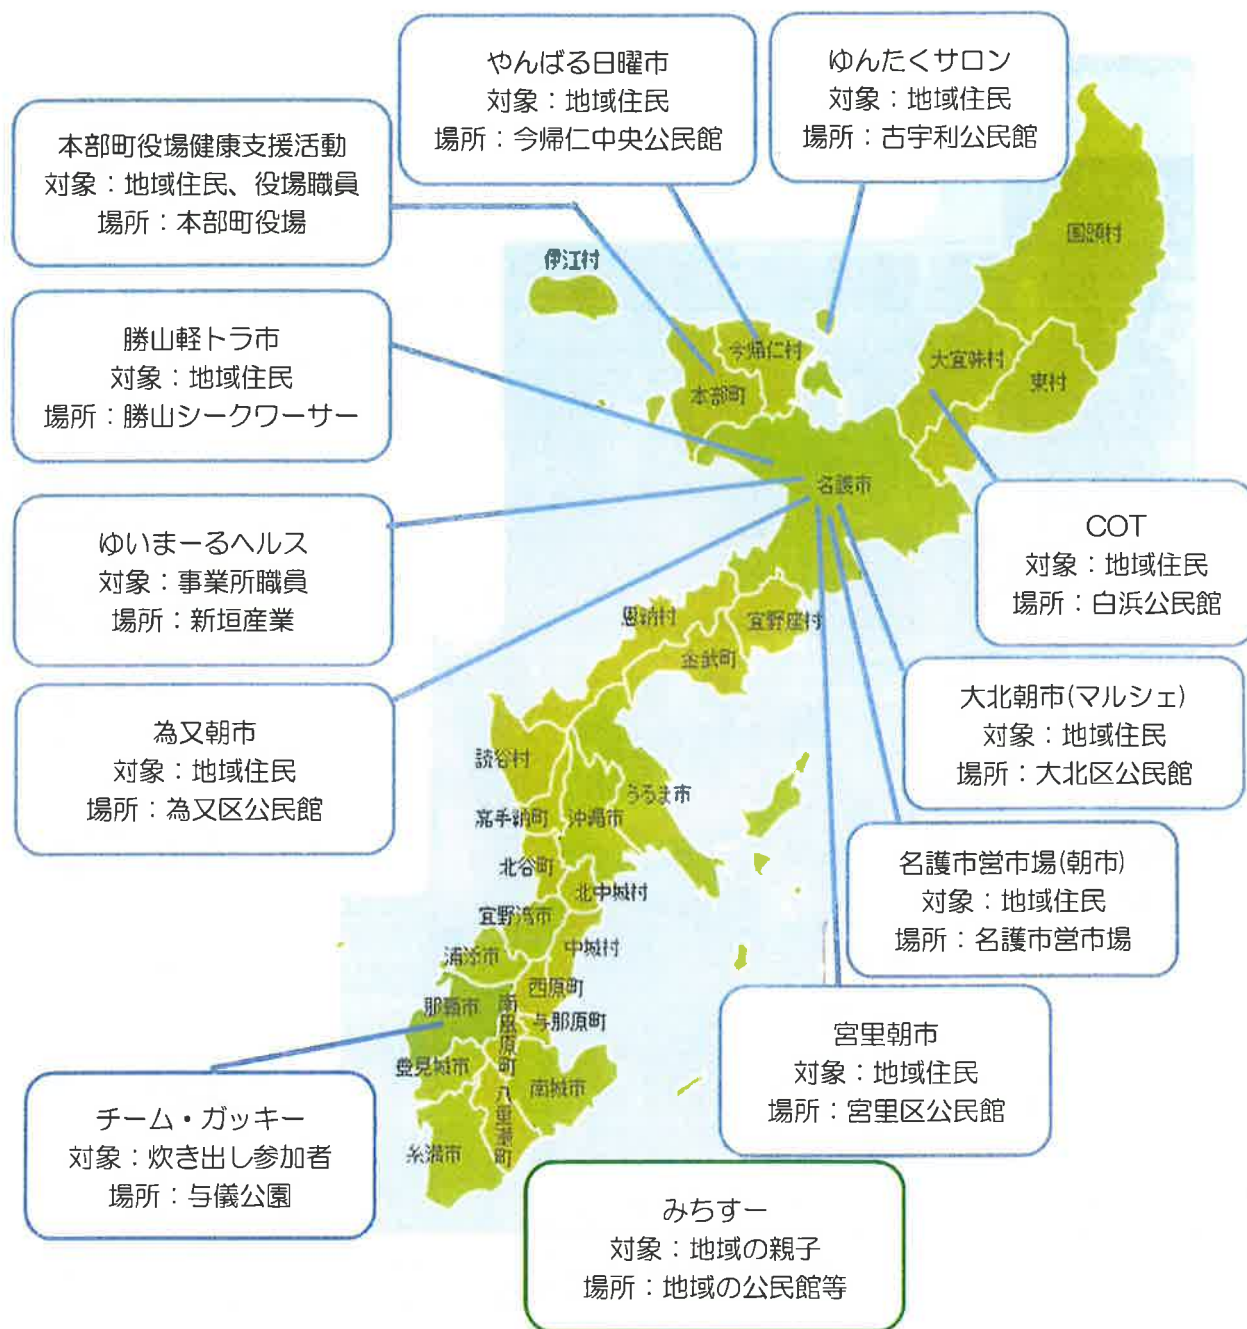 やんばる日曜市
対象：地域住民
場所：今帰仁中央公民館
ゆんたくサロン
対象：地域住民
場所：古宇利公民館
本部町役場健康支援活動
対象：地域住民、役場職員
場所：本部町役場
勝山軽トラ市
対象：地域住民
場所：勝山シークワーサー
ゆいまーるヘルス
対象：事業所職員
場所：新垣産業
為又朝市
対象：地域住民
場所：為又区公民館
COT
対象：地域住民
場所：白浜公民館
大北朝市(マルシェ)
対象：地域住民
場所：大北区公民館
名護市営市場(朝市)
対象：地域住民
場所：名護市営市場
宮里朝市
対象：地域住民
場所：宮里区公民館
チーム・ガッキー
対象：炊き出し参加者
場所：与儀公園
みちすー
対象：地域の親子
場所：地域の公民館等
国頭村
伊江村
今帰仁村
大宜味村
東村
本部町
名護市
恩納村
宜野座村
金武町
読谷村
うるま市
嘉手納町
沖縄市
北谷町
北中城村
宜野湾市
中城村
浦添市
西原町
那覇市
南風原町
与那原町
豊見城市
南城市
八重瀬町
糸満市